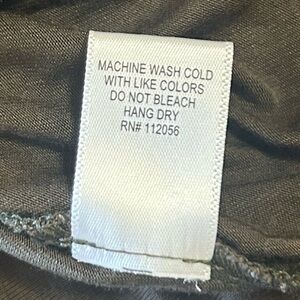 MACHINE WASH COLD
WITH LIKE COLORS
DO NOT BLEACH
HANG DRY
RN# 112056